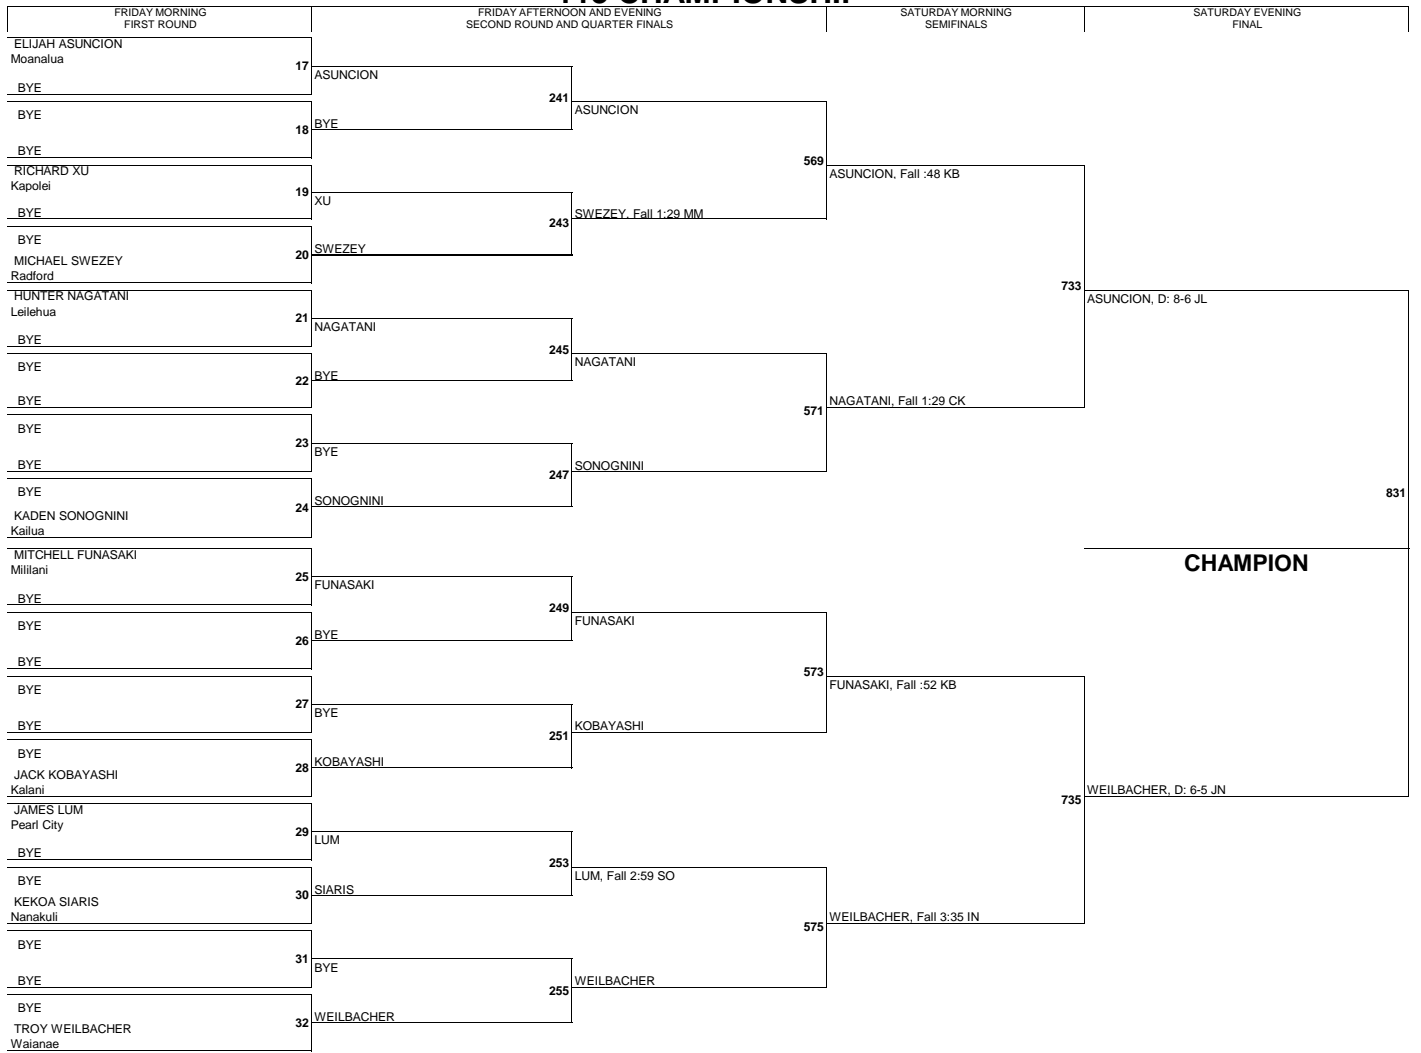 FRIDAY MORNING
FIRST ROUND
FRIDAY AFTERNOON AND EVENING
SECOND ROUND AND QUARTER FINALS
SATURDAY MORNING
SEMIFINALS
SATURDAY EVENING
FINAL
ELIJAH ASUNCION
Moanalua
17
BYE
ASUNCION
241
BYE
18
BYE
BYE
ASUNCION
569
RICHARD XU
Kapolei
19
BYE
XU
243
BYE
20
MICHAEL SWEZEY
Radford
SWEZEY
SWEZEY, Fall 1:29 MM
ASUNCION, Fall :48 KB
733
HUNTER NAGATANI
Leilehua
21
BYE
NAGATANI
245
BYE
22
BYE
BYE
NAGATANI
571
BYE
23
BYE
BYE
247
BYE
24
KADEN SONOGNINI
Kailua
SONOGNINI
SONOGNINI
NAGATANI, Fall 1:29 CK
ASUNCION, D: 8-6 JL
831
CHAMPION
MITCHELL FUNASAKI
Mililani
25
BYE
FUNASAKI
249
BYE
26
BYE
BYE
FUNASAKI
573
BYE
27
BYE
BYE
251
BYE
28
JACK KOBAYASHI
Kalani
KOBAYASHI
KOBAYASHI
FUNASAKI, Fall :52 KB
735
JAMES LUM
Pearl City
29
BYE
LUM
253
BYE
30
KEKOA SIARIS
Nanakuli
SIARIS
LUM, Fall 2:59 SO
575
BYE
31
BYE
BYE
255
BYE
32
TROY WEILBACHER
Waianae
WEILBACHER
WEILBACHER
WEILBACHER, Fall 3:35 IN
WEILBACHER, D: 6-5 JN